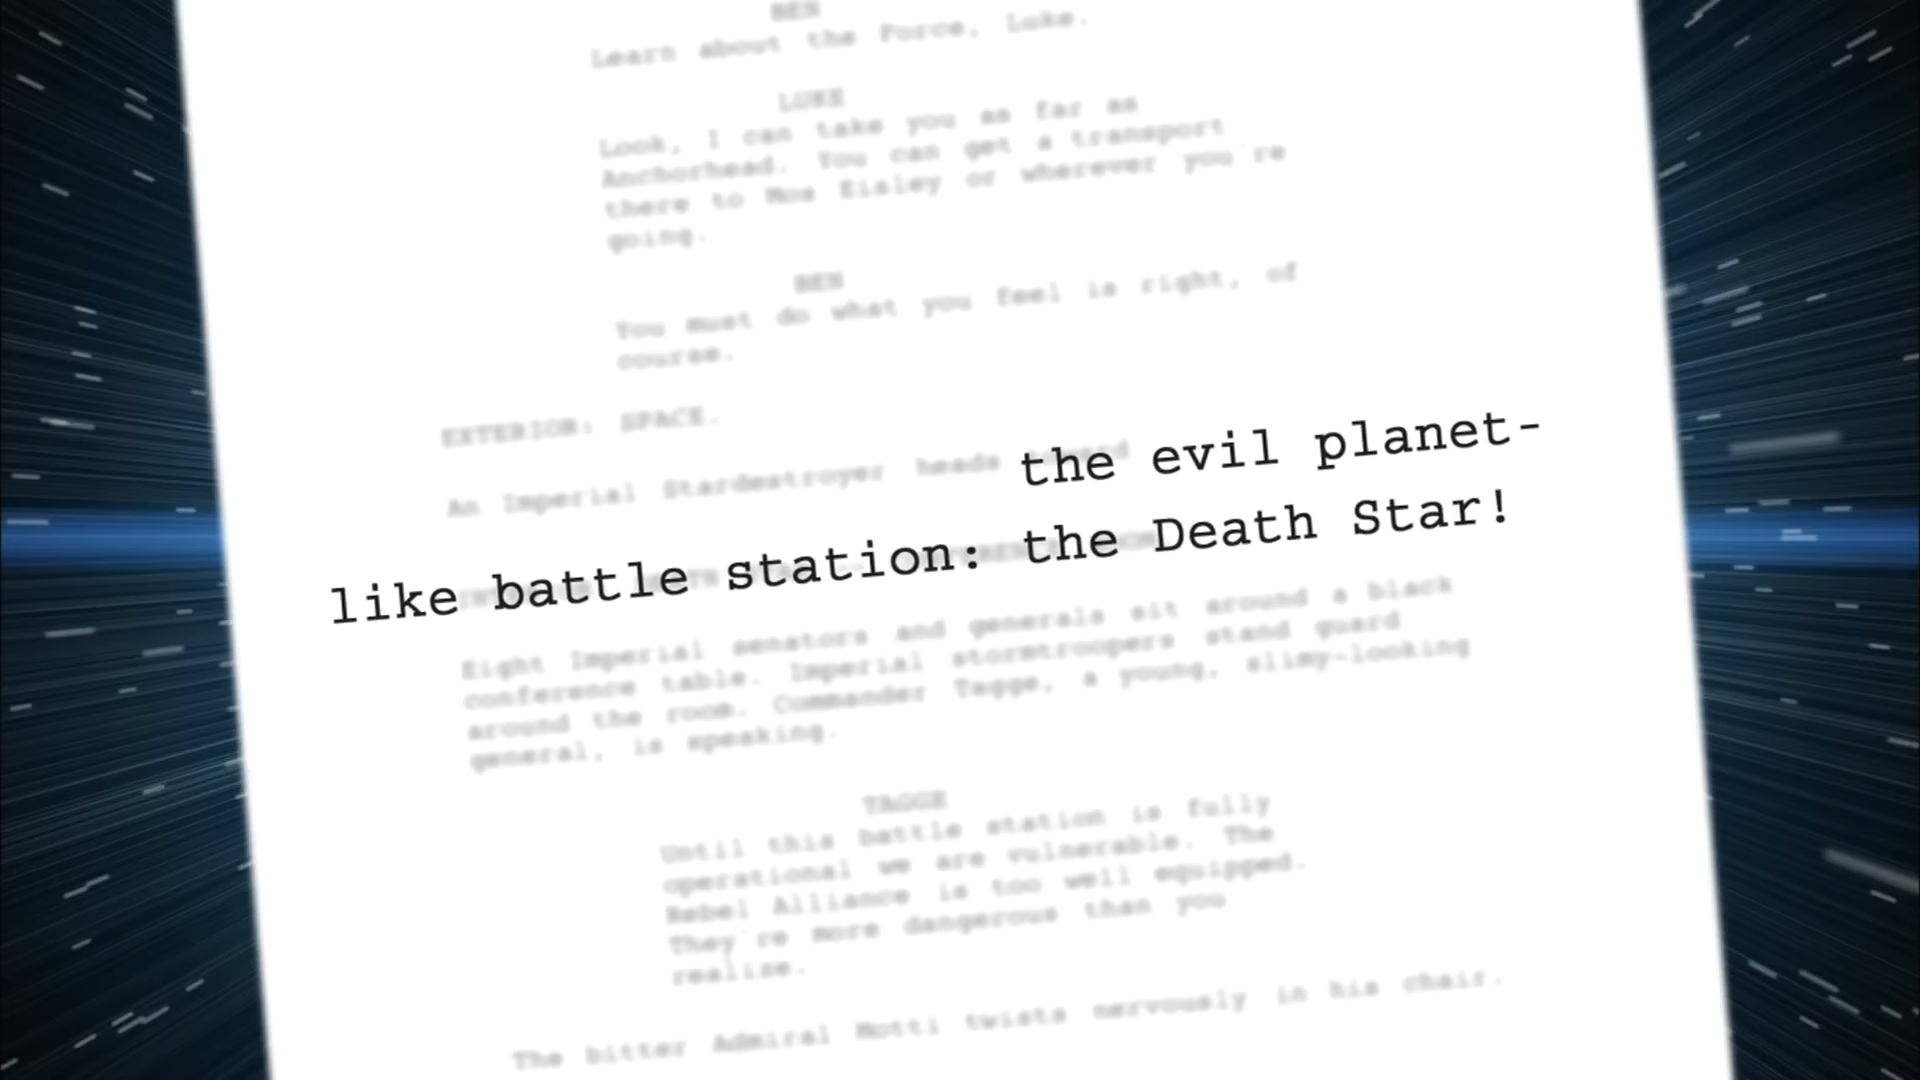 BEN
Learn about the Force, Luke.
LUKE
Look, I can take you as far as
Anchorhead. You can get a transport
there to Mos Eisley or wherever you're
going.
BEN
You must do what you feel is right, of
course.
EXTERIOR: SPACE.
An Imperial Stardestroyer heads
the evil planet-
like battle station: the Death Star!
Eight Imperial senators and generals sit around a black
conference table. Imperial stormtroopers stand guard
around the room. Commander Tagge, a young, slimy-looking
general, is speaking.
TAGGE
Until this battle station is fully
operational we are vulnerable. The
Rebel Alliance is too well equipped.
They're more dangerous than you
realize.
The bitter Admiral Motti twists nervously in his chair.